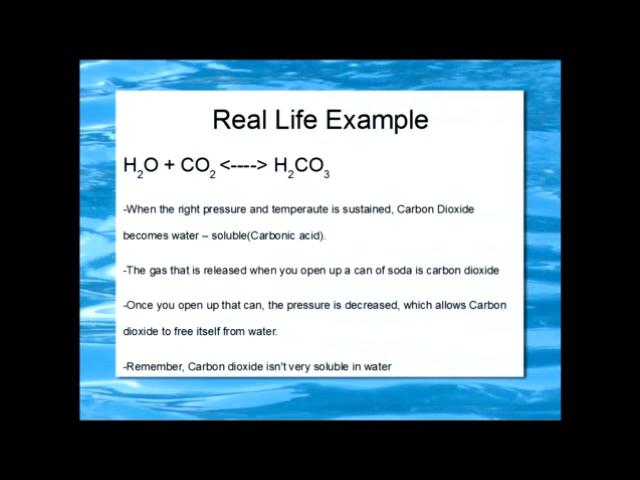 Real Life Example
H2O + CO2 <----> H2CO3
-When the right pressure and temperaute is sustained, Carbon Dioxide
becomes water – soluble(Carbonic acid).
-The gas that is released when you open up a can of soda is carbon dioxide
-Once you open up that can, the pressure is decreased, which allows Carbon
dioxide to free itself from water.
-Remember, Carbon dioxide isn't very soluble in water